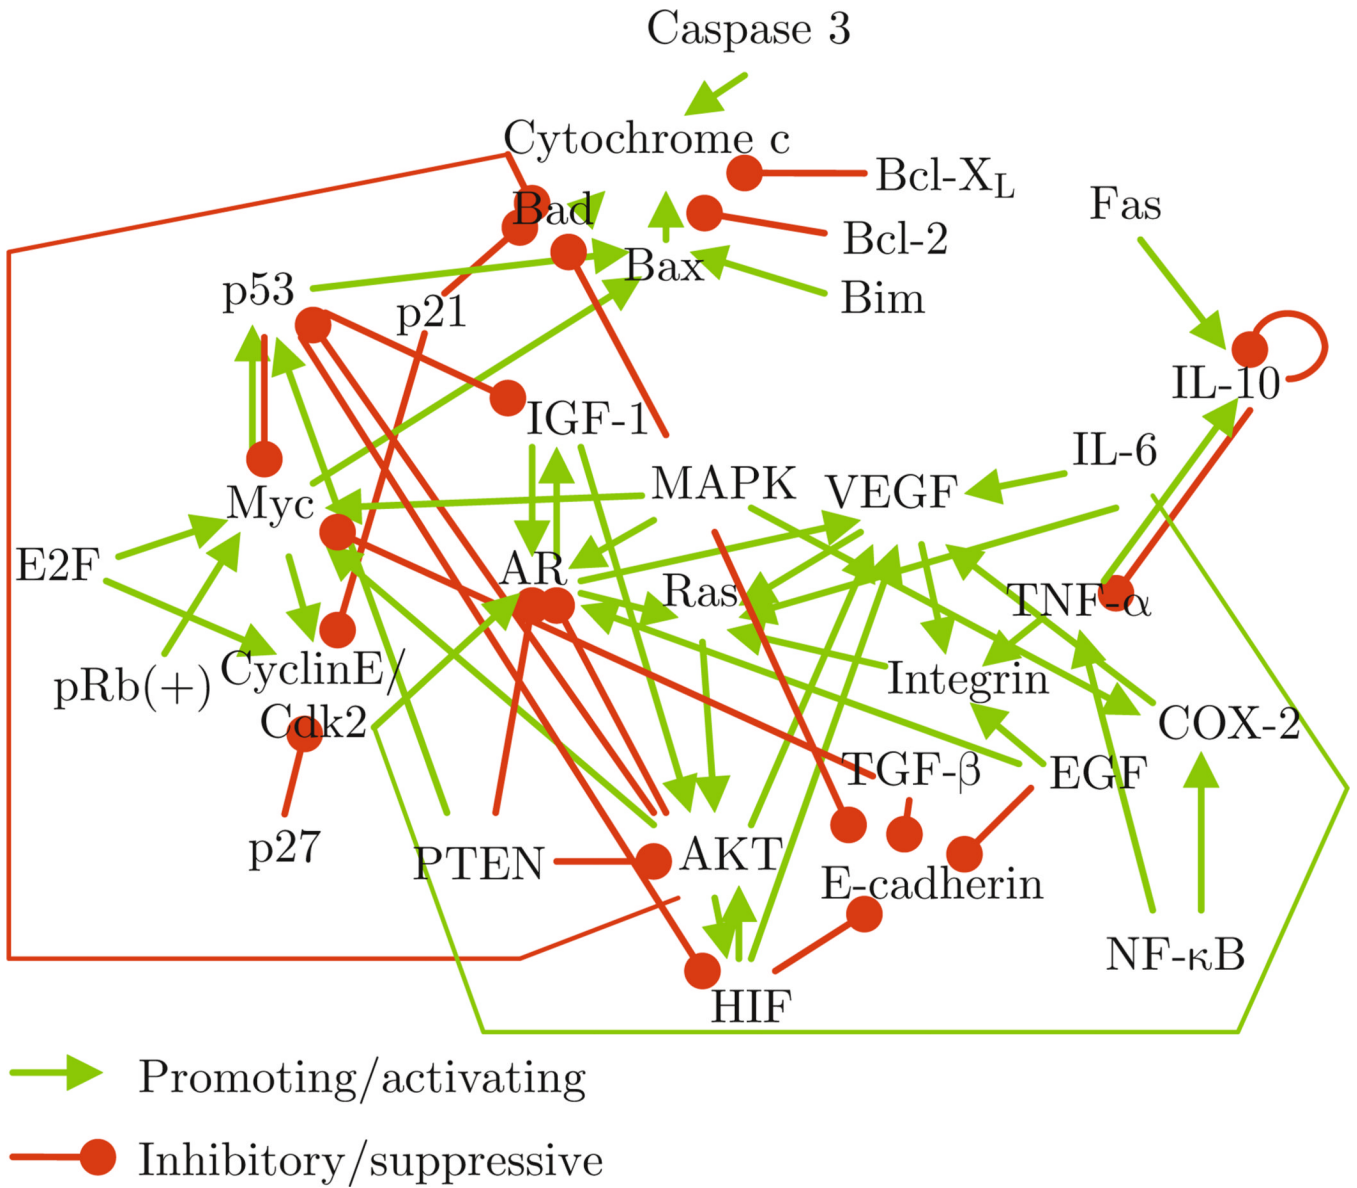 Caspase 3
Cytochrome c
Bcl-X_L
Bad
Fas
Bcl-2
Bax
p53
p21
Bim
IL-10
IGF-1
IL-6
MAPK
VEGF
Myc
E2F
AR
Ras
TNF-α
pRb(+)
CyclinE/
Cdk2
Integrin
COX-2
TGF-β
EGF
p27
PTEN
AKT
E-cadherin
NF-κB
HIF
Promoting/activating
Inhibitory/suppressive